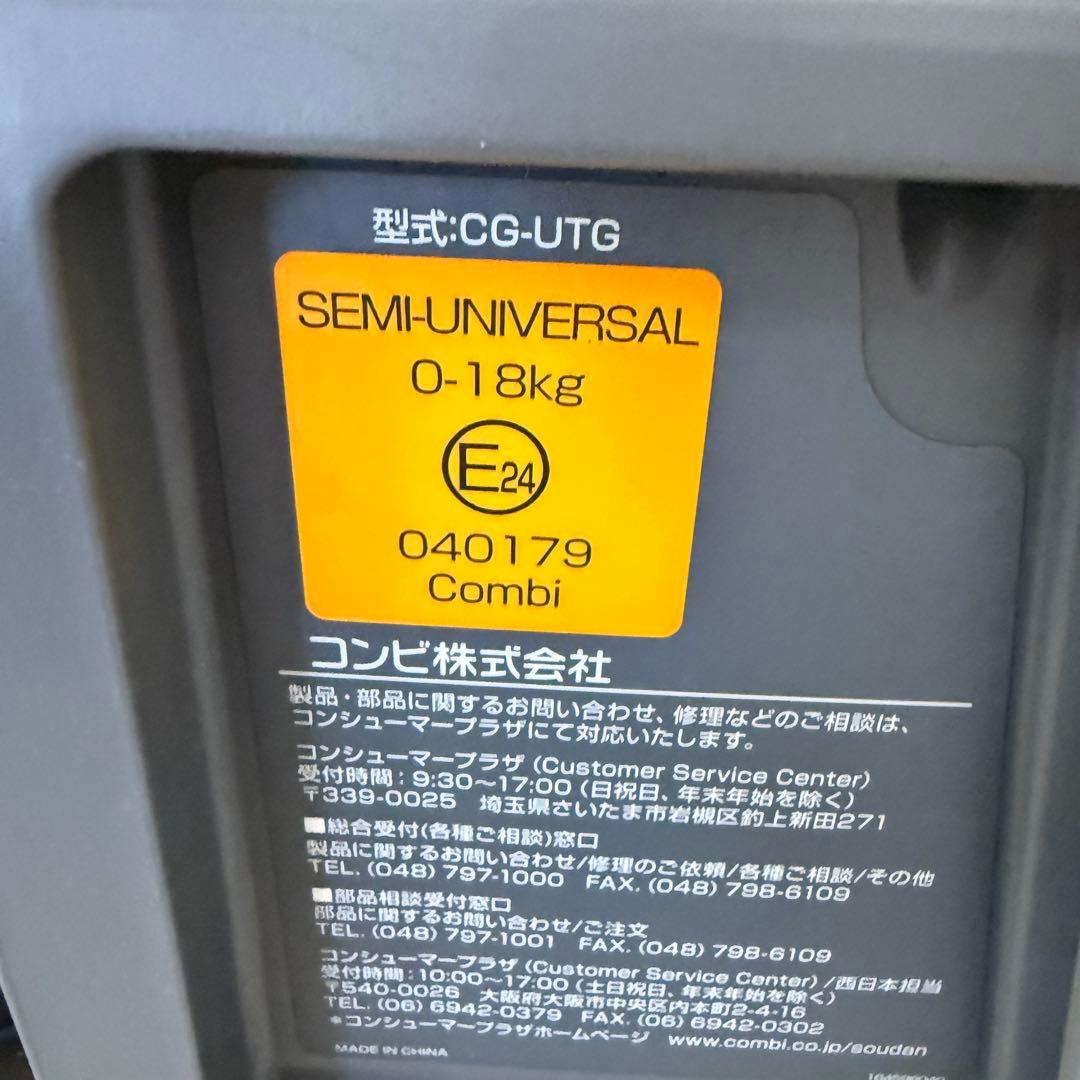 型式:CG-UTG
SEMI-UNIVERSAL
0-18kg
E24
040179
Combi
コンビ株式会社
製品・部品に関するお問い合わせ、修理などのご相談は、
コンシューマープラザにて対応いたします。
コンシューマープラザ (Customer Service Center)
受付時間：9:30～17:00 (日祝日、年末年始を除く)
〒339-0025 埼玉県さいたま市岩槻区釣上新田271
■総合受付(各種ご相談)窓口
製品に関するお問い合わせ/修理のご依頼/各種ご相談/その他
TEL. (048) 797-1000 FAX. (048) 798-6109
■部品相談受付窓口
部品に関するお問い合わせ/ご注文
TEL. (048) 797-1001 FAX. (048) 798-6109
コンシューマープラザ (Customer Service Center) /西日本担当
受付時間：10:00～17:00 (土日祝日、年末年始を除く)
〒540-0026 大阪府大阪市中央区内本町2-4-16
TEL. (06) 6942-0379 FAX. (06) 6942-0302
*コンシューマープラザホームページ www.combi.co.jp/soudan
MADE IN CHINA